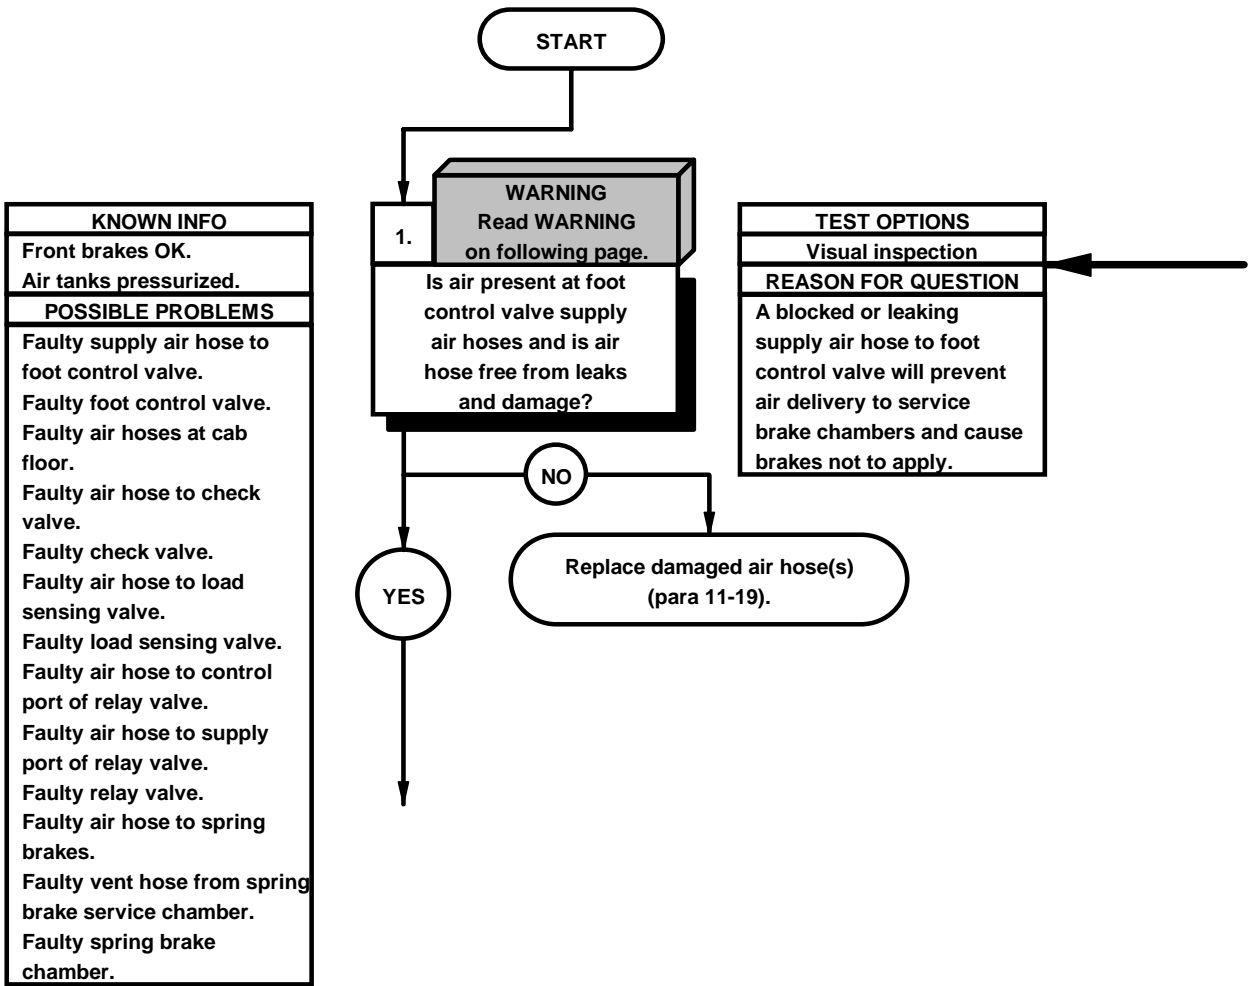 START
KNOWN INFO
Front brakes OK.
Air tanks pressurized.
POSSIBLE PROBLEMS
Faulty supply air hose to
foot control valve.
Faulty foot control valve.
Faulty air hoses at cab
floor.
Faulty air hose to check
valve.
Faulty check valve.
Faulty air hose to load
sensing valve.
Faulty load sensing valve.
Faulty air hose to control
port of relay valve.
Faulty air hose to supply
port of relay valve.
Faulty relay valve.
Faulty air hose to spring
brakes.
Faulty vent hose from spring
brake service chamber.
Faulty spring brake
chamber.
1.
WARNING
Read WARNING
on following page.
Is air present at foot
control valve supply
air hoses and is air
hose free from leaks
and damage?
NO
YES
Replace damaged air hose(s)
(para 11-19).
TEST OPTIONS
Visual inspection
REASON FOR QUESTION
A blocked or leaking
supply air hose to foot
control valve will prevent
air delivery to service
brake chambers and cause
brakes not to apply.